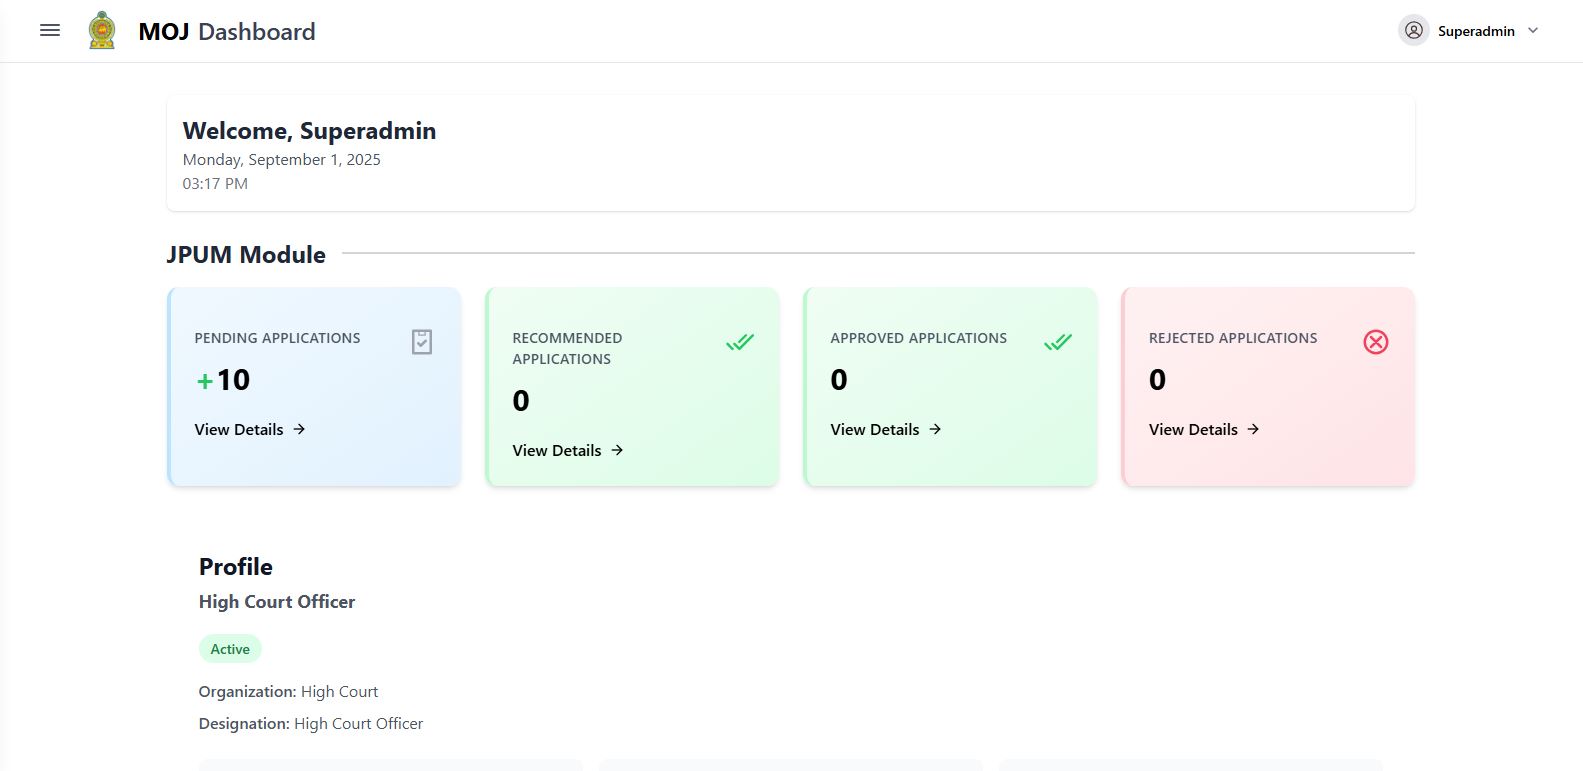 MOJ Dashboard
Superadmin
Welcome, Superadmin
Monday, September 1, 2025
03:17 PM
JPUM Module
PENDING APPLICATIONS
+10
View Details →
RECOMMENDED
APPLICATIONS
0
View Details →
APPROVED APPLICATIONS
0
View Details →
REJECTED APPLICATIONS
0
View Details →
Profile
High Court Officer
Active
Organization: High Court
Designation: High Court Officer